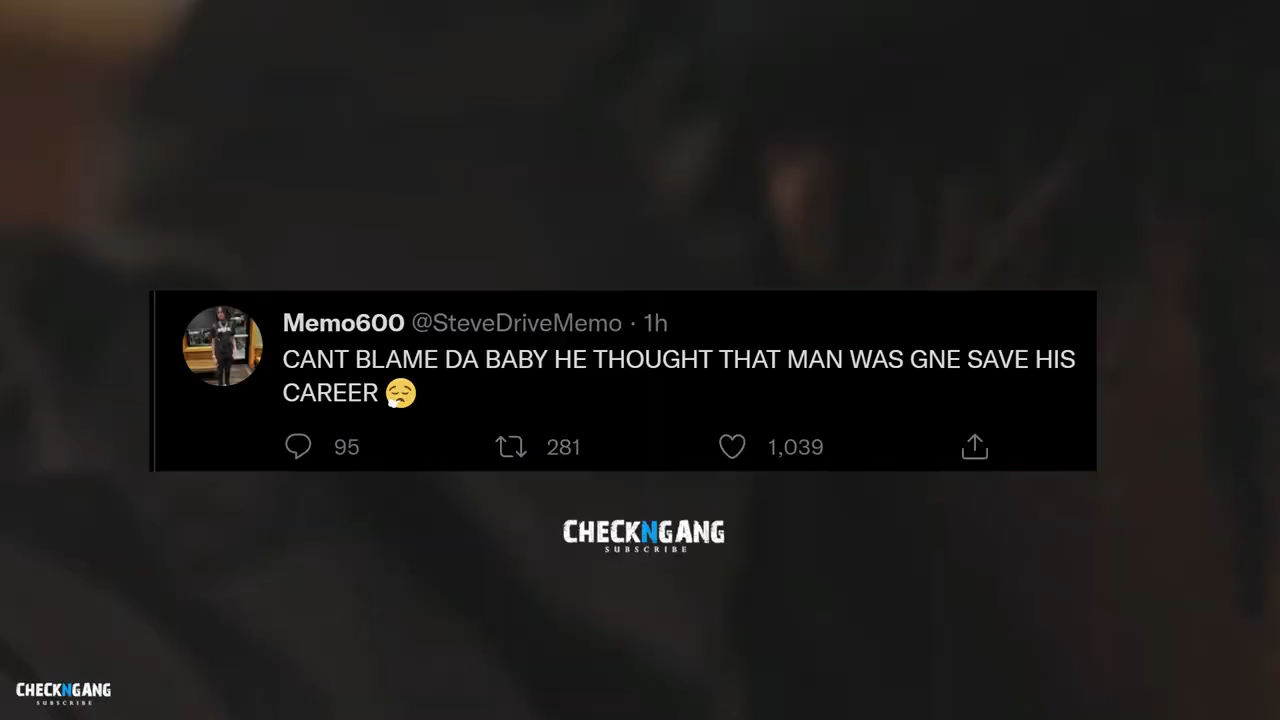 Memo600 @SteveDriveMemo · 1h
CANT BLAME DA BABY HE THOUGHT THAT MAN WAS GNE SAVE HIS
CAREER 😮‍💨
95 281 1,039
CHECKNGANG
SUBSCRIBE
CHECKNGANG
SUBSCRIBE